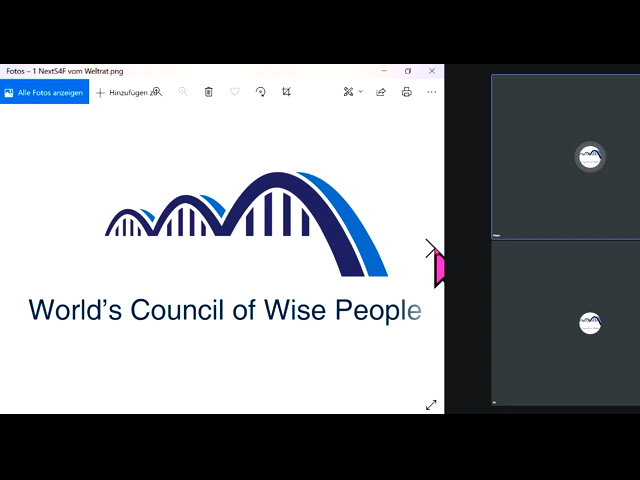 Fotos – 1 NextS4F vom Weltrat.png
Alle Fotos anzeigen
Hinzufügen zu
World's Council of Wise People